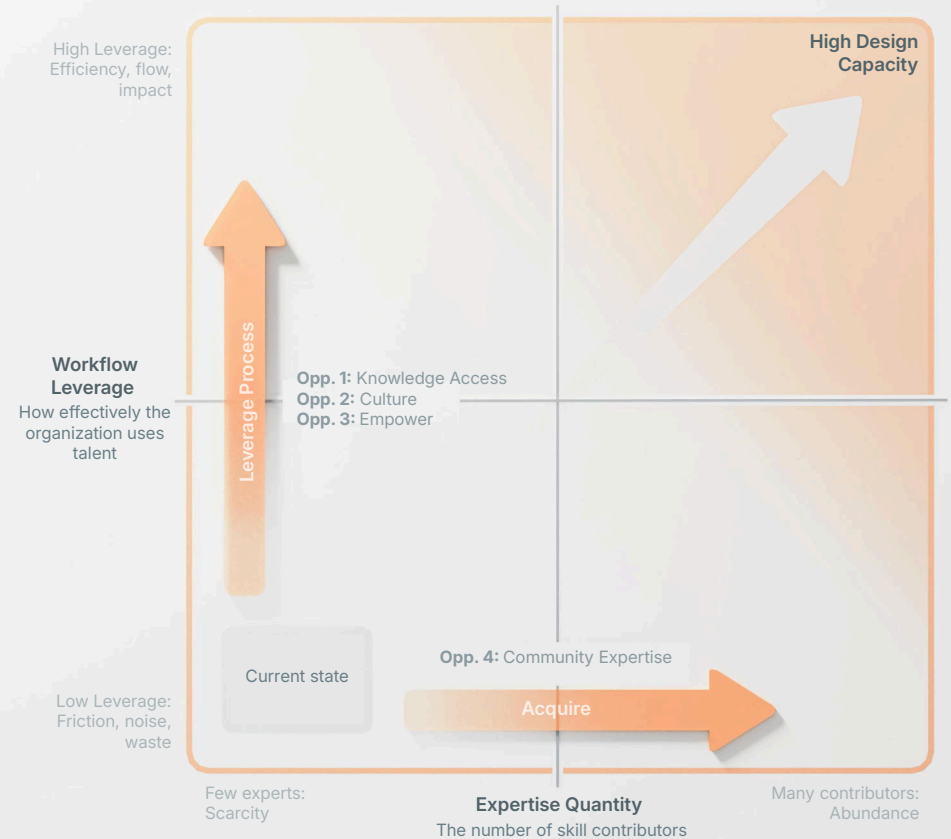 High Leverage:
Efficiency, flow,
impact
High Design
Capacity
Leverage Process
Workflow
Leverage
How effectively the
organization uses
talent
Opp. 1: Knowledge Access
Opp. 2: Culture
Opp. 3: Empower
Current state
Opp. 4: Community Expertise
Acquire
Low Leverage:
Friction, noise,
waste
Few experts:
Scarcity
Expertise Quantity
The number of skill contributors
Many contributors:
Abundance